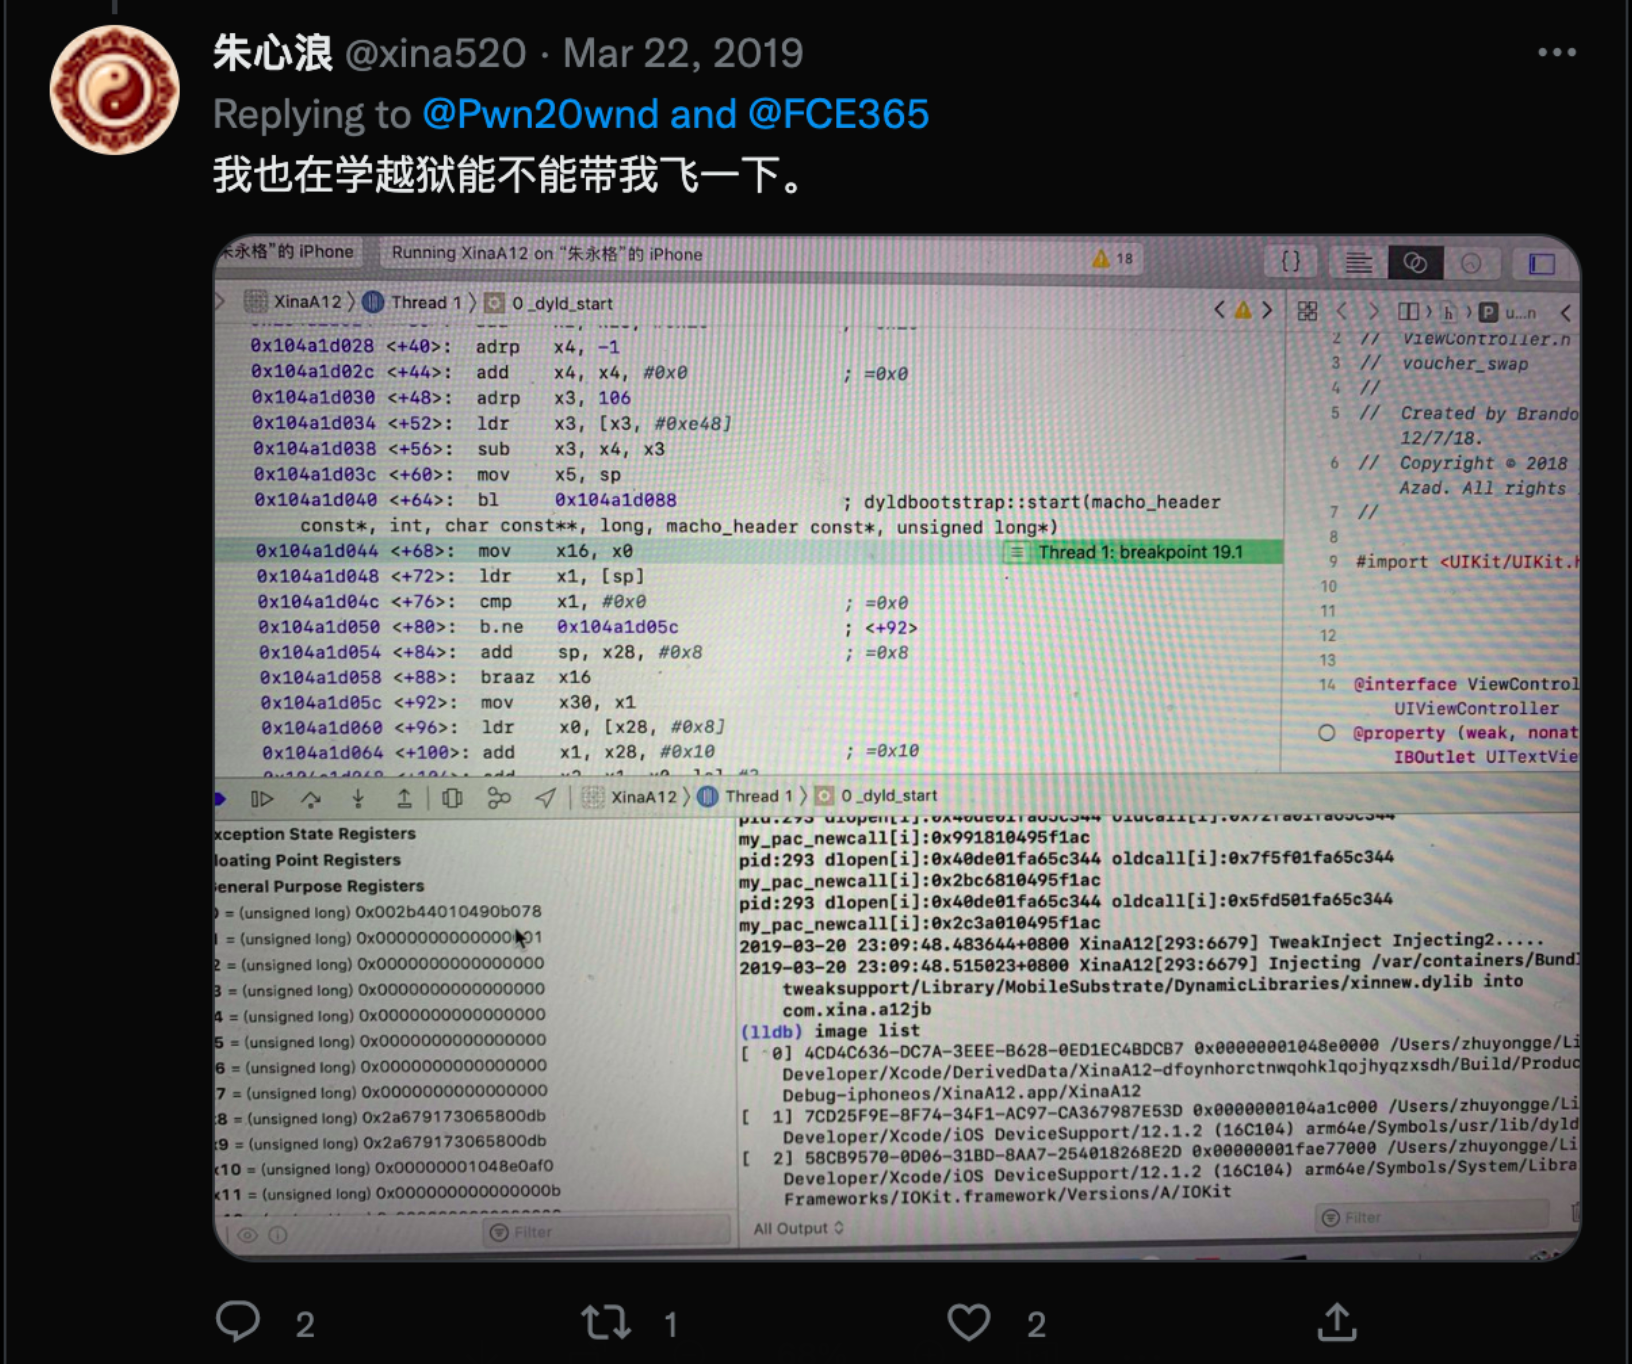 朱心浪 @xina520 · Mar 22, 2019
Replying to @Pwn20wnd and @FCE365
我也在学越狱能不能带我飞一下。
朱永格”的 iPhone
Running XinaA12 on “朱永格”的 iPhone
18
{}
XinaA12 〉 Thread 1 〉 0 _dyld_start
u...n
0x104a1d028 <+40>: adrp x4, -1
0x104a1d02c <+44>: add x4, x4, #0x0 ; =0x0
0x104a1d030 <+48>: adrp x3, 106
0x104a1d034 <+52>: ldr x3, [x3, #0xe48]
0x104a1d038 <+56>: sub x3, x4, x3
0x104a1d03c <+60>: mov x5, sp
0x104a1d040 <+64>: bl 0x104a1d088 ; dyldbootstrap::start(macho_header
const*, int, char const**, long, macho_header const*, unsigned long*)
0x104a1d044 <+68>: mov x16, x0 Thread 1: breakpoint 19.1
0x104a1d048 <+72>: ldr x1, [sp]
0x104a1d04c <+76>: cmp x1, #0x0 ; =0x0
0x104a1d050 <+80>: b.ne 0x104a1d05c ; <+92>
0x104a1d054 <+84>: add sp, x28, #0x8 ; =0x8
0x104a1d058 <+88>: braaz x16
0x104a1d05c <+92>: mov x30, x1
0x104a1d060 <+96>: ldr x0, [x28, #0x8]
0x104a1d064 <+100>: add x1, x28, #0x10 ; =0x10
2 // ViewController.h
3 // voucher_swap
4 //
5 // Created by Brando
12/7/18.
6 // Copyright © 2018
Azad. All rights
7 //
8
9 #import <UIKit/UIKit.h
10
11
12
13
14 @interface ViewControl
UIViewController
@property (weak, nonat
IBOutlet UITextVie
XinaA12 〉 Thread 1 〉 0 _dyld_start
xception State Registers
loating Point Registers
eneral Purpose Registers
= (unsigned long) 0x002b44010490b078
= (unsigned long) 0x0000000000000001
2 = (unsigned long) 0x0000000000000000
3 = (unsigned long) 0x0000000000000000
4 = (unsigned long) 0x0000000000000000
5 = (unsigned long) 0x0000000000000000
6 = (unsigned long) 0x0000000000000000
7 = (unsigned long) 0x0000000000000000
8 = (unsigned long) 0x2a679173065800db
9 = (unsigned long) 0x2a679173065800db
x10 = (unsigned long) 0x00000001048e0af0
x11 = (unsigned long) 0x000000000000000b
Filter
my_pac_newcall[i]:0x991810495f1ac
pid:293 dlopen[i]:0x40de01fa65c344 oldcall[i]:0x7f5f01fa65c344
my_pac_newcall[i]:0x2bc6810495f1ac
pid:293 dlopen[i]:0x40de01fa65c344 oldcall[i]:0x5fd501fa65c344
my_pac_newcall[i]:0x2c3a010495f1ac
2019-03-20 23:09:48.483644+0800 XinaA12[293:6679] TweakInject Injecting2.....
2019-03-20 23:09:48.515023+0800 XinaA12[293:6679] Injecting /var/containers/Bundl
tweaksupport/Library/MobileSubstrate/DynamicLibraries/xinnew.dylib into
com.xina.a12jb
(lldb) image list
[ 0] 4CD4C636-DC7A-3EEE-B628-0ED1EC4BDCB7 0x00000001048e0000 /Users/zhuyongge/Li
Developer/Xcode/DerivedData/XinaA12-dfoynhorctnwqohklqojhyqzxsdh/Build/Produc
Debug-iphoneos/XinaA12.app/XinaA12
[ 1] 7CD25F9E-8F74-34F1-AC97-CA367987E53D 0x0000000104a1c000 /Users/zhuyongge/Li
Developer/Xcode/iOS DeviceSupport/12.1.2 (16C104) arm64e/Symbols/usr/lib/dyld
[ 2] 58CB9570-0D06-31BD-8AA7-254018268E2D 0x00000001fae77000 /Users/zhuyongge/Li
Developer/Xcode/iOS DeviceSupport/12.1.2 (16C104) arm64e/Symbols/System/Libra
Frameworks/IOKit.framework/Versions/A/IOKit
All Output
Filter
2
1
2